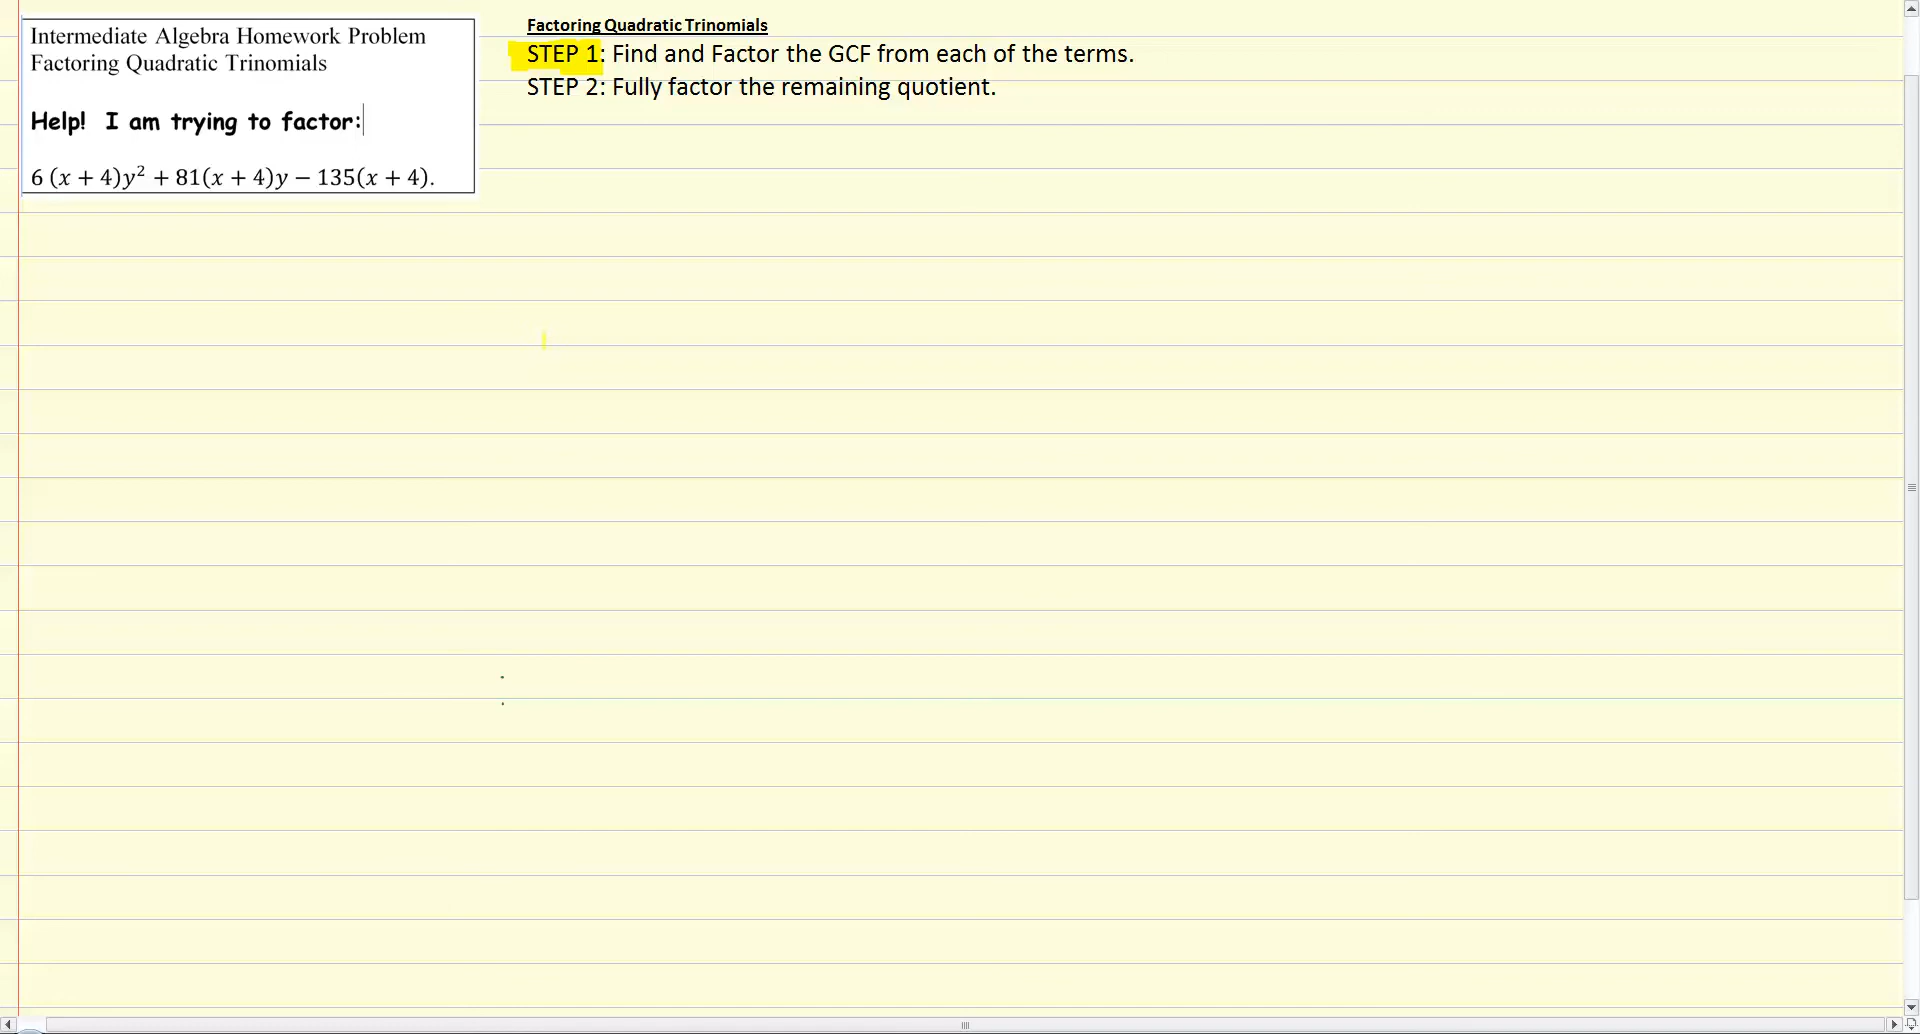 Intermediate Algebra Homework Problem
Factoring Quadratic Trinomials
Help! I am trying to factor:
6 (x + 4)y² + 81(x + 4)y − 135(x + 4).
Factoring Quadratic Trinomials
STEP 1: Find and Factor the GCF from each of the terms.
STEP 2: Fully factor the remaining quotient.